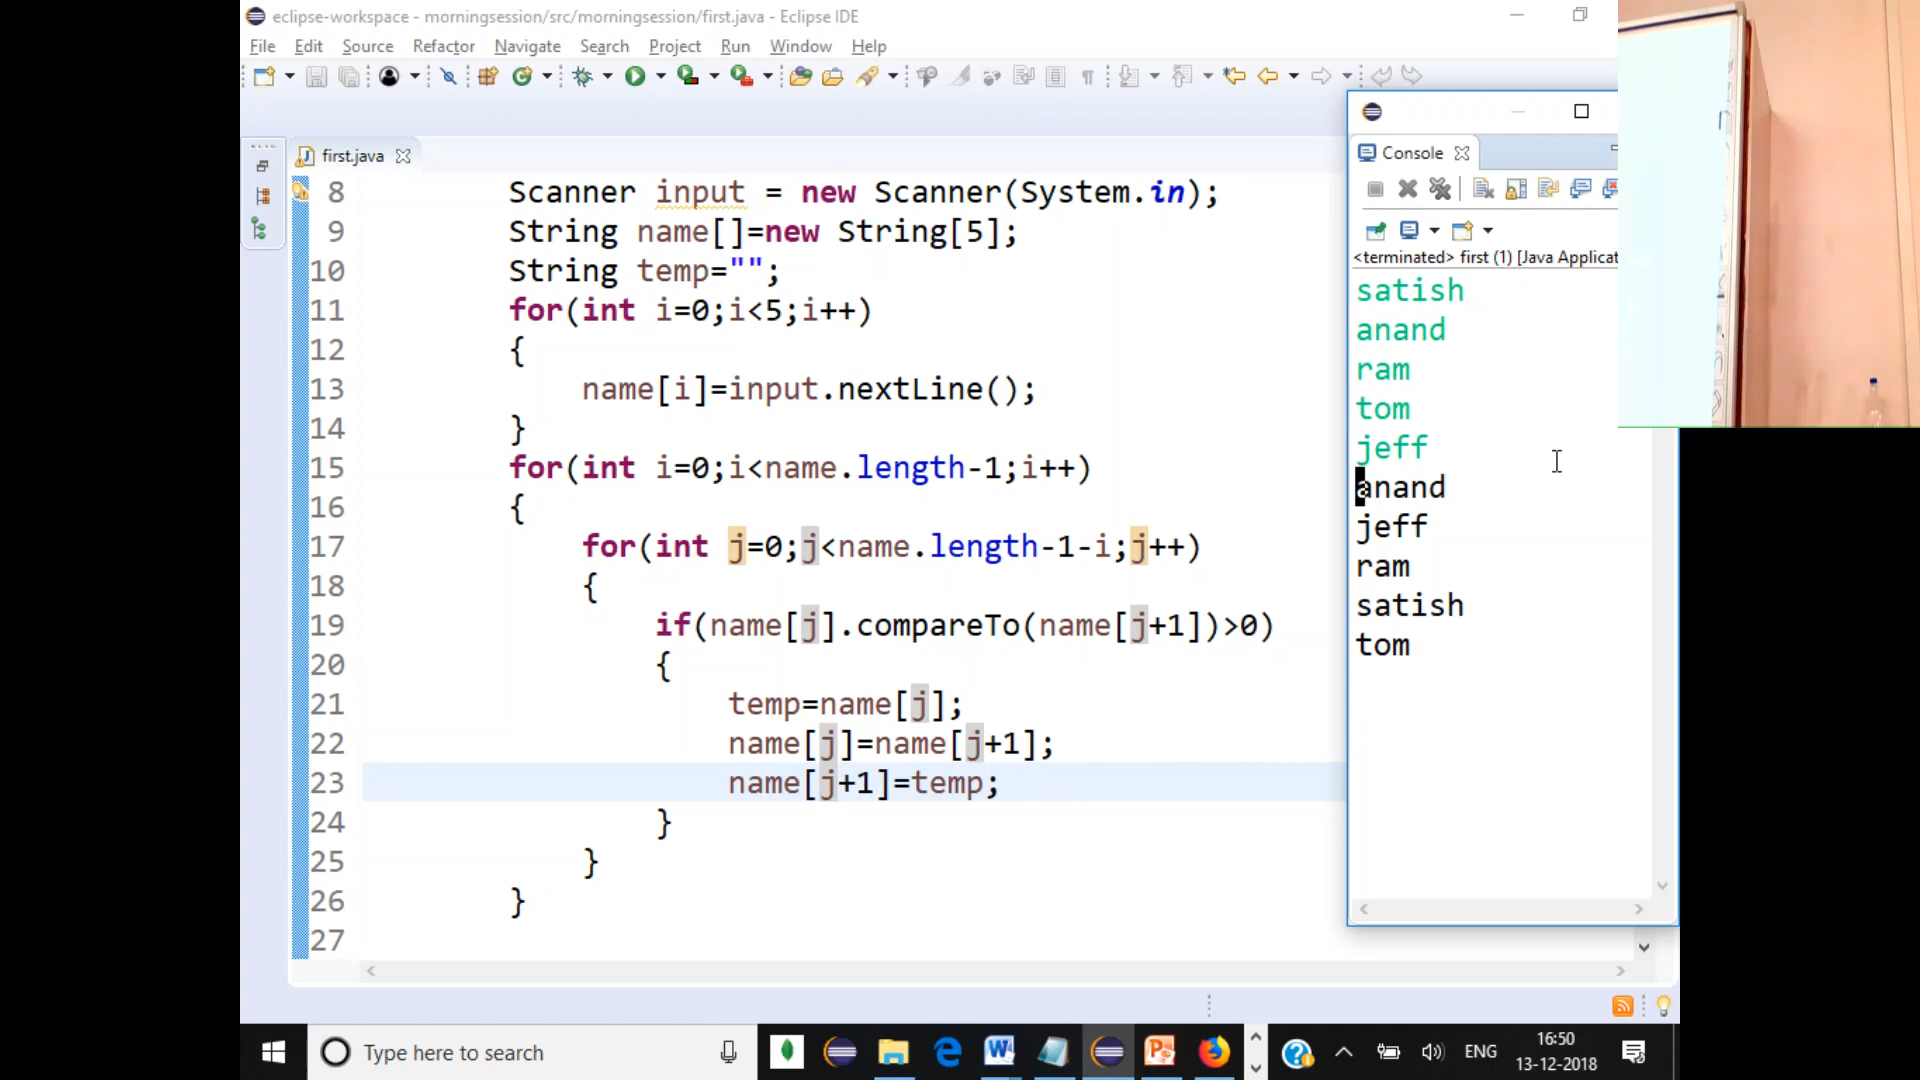 eclipse-workspace - morningsession/src/morningsession/first.java - Eclipse IDE
File Edit Source Refactor Navigate Search Project Run Window Help
first.java
8 Scanner input = new Scanner(System.in);
9 String name[]=new String[5];
10 String temp="";
11 for(int i=0;i<5;i++)
12 {
13 name[i]=input.nextLine();
14 }
15 for(int i=0;i<name.length-1;i++)
16 {
17 for(int j=0;j<name.length-1-i;j++)
18 {
19 if(name[j].compareTo(name[j+1])>0)
20 {
21 temp=name[j];
22 name[j]=name[j+1];
23 name[j+1]=temp;
24 }
25 }
26 }
27
Console
<terminated> first (1) [Java Applicat
satish
anand
ram
tom
jeff
anand
jeff
ram
satish
tom
Type here to search
ENG
16:50
13-12-2018